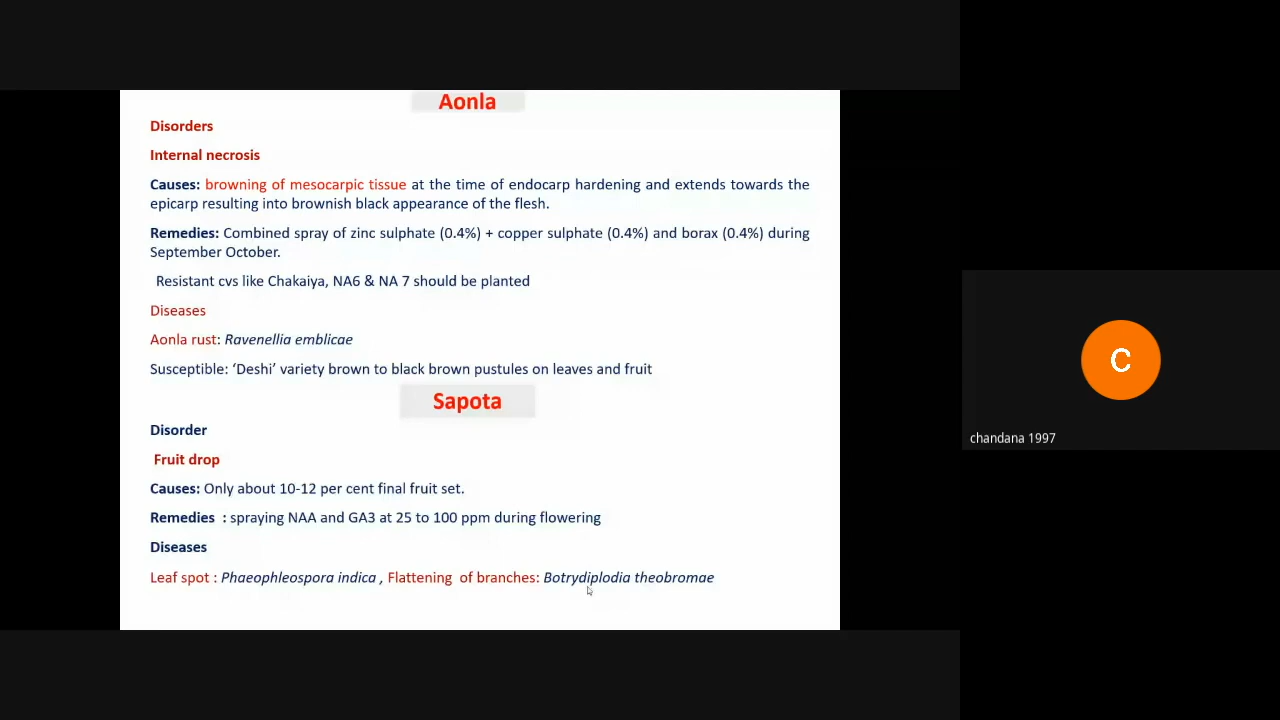 Aonla
Disorders
Internal necrosis
Causes: browning of mesocarpic tissue at the time of endocarp hardening and extends towards the
epicarp resulting into brownish black appearance of the flesh.
Remedies: Combined spray of zinc sulphate (0.4%) + copper sulphate (0.4%) and borax (0.4%) during
September October.
Resistant cvs like Chakaiya, NA6 & NA 7 should be planted
Diseases
Aonla rust: Ravenellia emblicae
Susceptible: ‘Deshi’ variety brown to black brown pustules on leaves and fruit
Sapota
Disorder
Fruit drop
Causes: Only about 10-12 per cent final fruit set.
Remedies : spraying NAA and GA3 at 25 to 100 ppm during flowering
Diseases
Leaf spot : Phaeophleospora indica , Flattening of branches: Botrydiplodia theobromae
C
chandana 1997